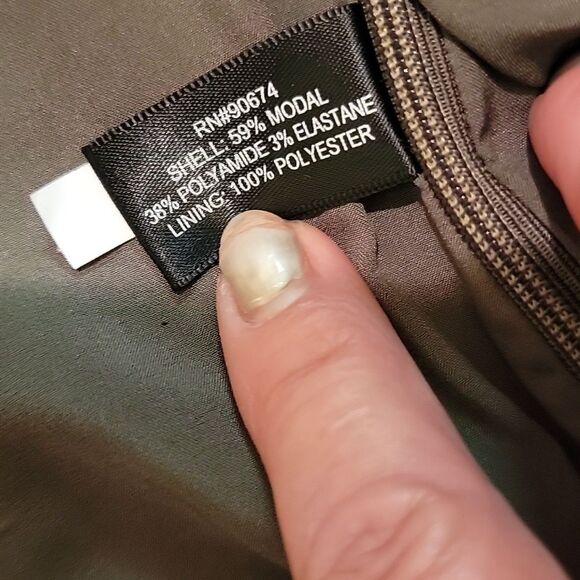 RN#90674
SHELL: 59% MODAL
38% POLYAMIDE 3% ELASTANE
LINING: 100% POLYESTER